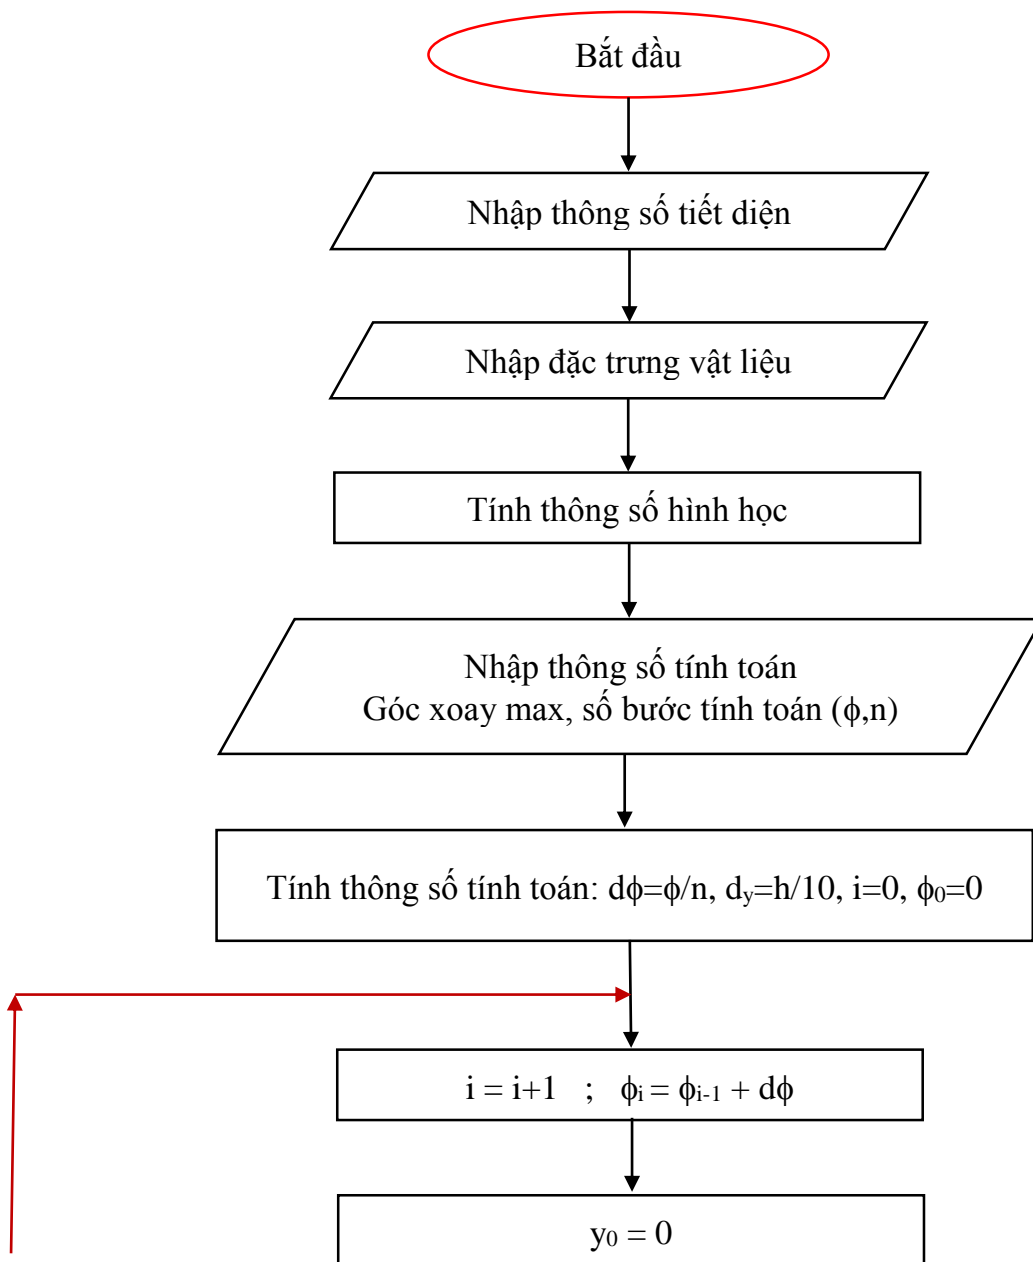 Bắt đầu
Nhập thông số tiết diện
Nhập đặc trưng vật liệu
Tính thông số hình học
Nhập thông số tính toán
Góc xoay max, số bước tính toán (ϕ,n)
Tính thông số tính toán: dϕ=ϕ/n, dy=h/10, i=0, ϕ0=0
i = i+1 ; ϕi = ϕi-1 + dϕ
y0 = 0